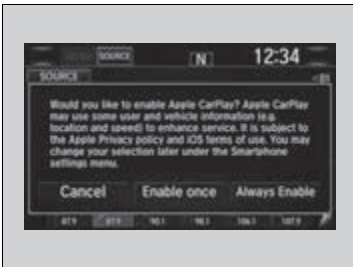 SOURCE
N
12:34
SOURCE
Would you like to enable Apple CarPlay? Apple CarPlay
may use some user and vehicle information (e.g.
location and speed) to enhance service. It is subject to
the Apple Privacy policy and iOS terms of use. You may
change your selection later under the Smartphone
settings menu.
Cancel
Enable once
Always Enable
87.9
87.9
90.1
98.1
106.1
107.9